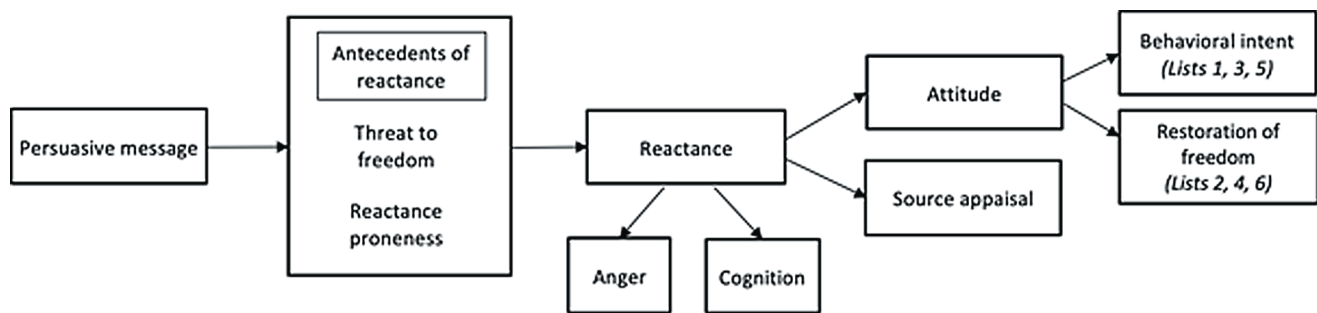 Persuasive message
Antecedents of
reactance
Threat to
freedom
Reactance
proneness
Reactance
Anger
Cognition
Attitude
Source appaisal
Behavioral intent
(Lists 1, 3, 5)
Restoration of
freedom
(Lists 2, 4, 6)